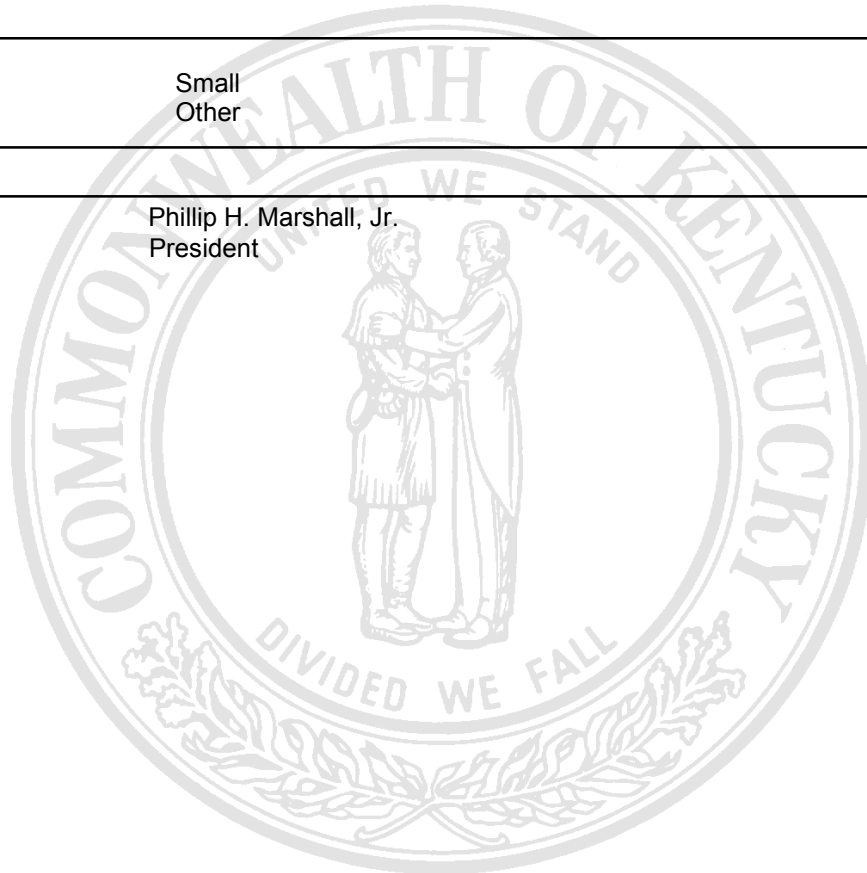 Small
Other
Phillip H. Marshall, Jr.
President
COMMONWEALTH OF KENTUCKY
UNITED WE STAND
DIVIDED WE FALL